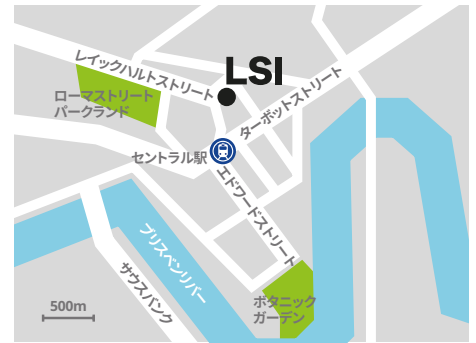 LSI
レイックハルトストリート
ローマストリート
パークランド
ターボットストリート
セントラル駅
エドワードストリート
ブリスベンリバー
サウスバンク
ボタニック
ガーデン
500m